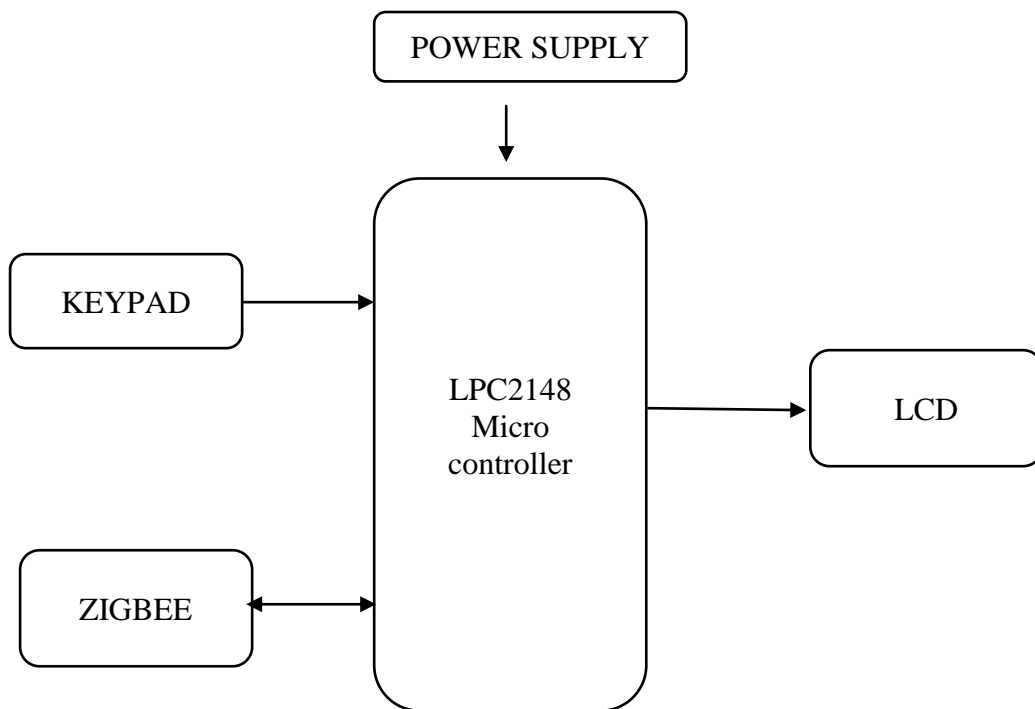 POWER SUPPLY
KEYPAD
LPC2148
Micro
controller
LCD
ZIGBEE